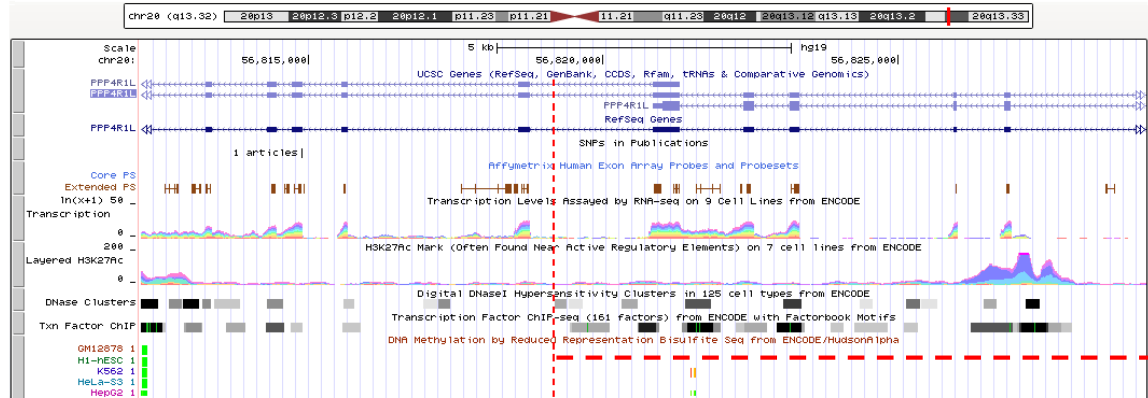 chr20 (q13.32) 20p13 20p12.3 p12.2 20p12.1 p11.23 p11.21 11.21 q11.23 20q12 20q13.12 q13.13 20q13.2 20q13.33
Scale 5 kb hg19
chr20: 56,815,000 56,820,000 56,825,000
UCSC Genes (RefSeq, GenBank, CCDS, Rfam, tRNAs & Comparative Genomics)
PPP4R1L
PPP4R1L
PPP4R1L
RefSeq Genes
PPP4R1L
SNPs in Publications
1 articles
Affymetrix Human Exon Array Probes and Probesets
Core PS
Extended PS
ln(x+1) 50 _
Transcription Levels Assayed by RNA-seq on 9 Cell Lines from ENCODE
Transcription
0 _
200 _
H3K27Ac Mark (Often Found Near Active Regulatory Elements) on 7 cell lines from ENCODE
Layered H3K27Ac
0 _
Digital DNaseI Hypersensitivity Clusters in 125 cell types from ENCODE
DNase Clusters
Transcription Factor ChIP-seq (161 factors) from ENCODE with Factorbook Motifs
Txn Factor ChIP
DNA Methylation by Reduced Representation Bisulfite Seq from ENCODE/HudsonAlpha
GM12878 1
H1-hESC 1
K562 1
HeLa-S3 1
HepG2 1